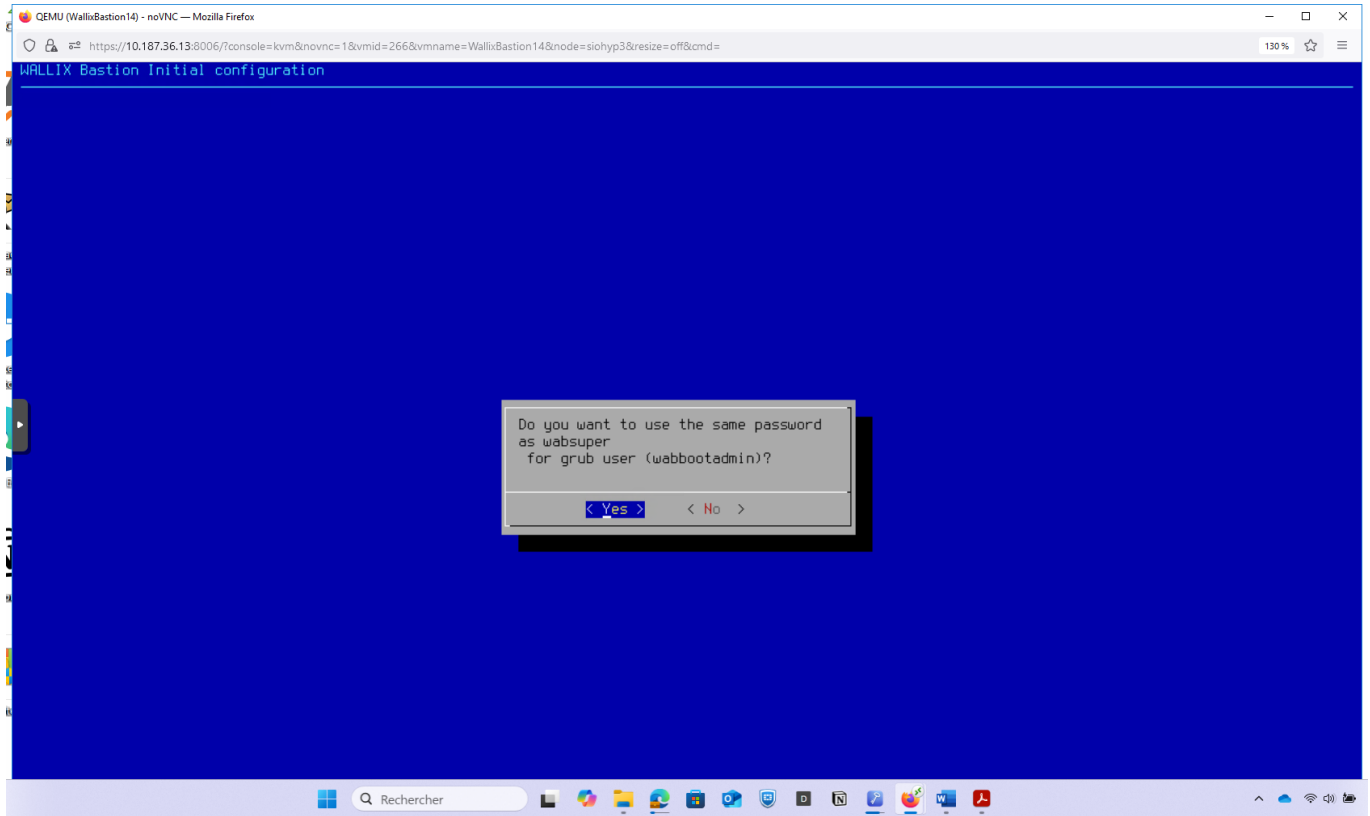 QEMU (WallixBastion14) - noVNC — Mozilla Firefox
https://10.187.36.13:8006/?console=kvm&novnc=1&vmid=266&vmname=WallixBastion14&node=siohyp3&resize=off&cmd=
130 %
WALLIX Bastion Initial configuration
Do you want to use the same password
as wabsuper
for grub user (wabbootadmin)?
< Yes > < No >
Rechercher